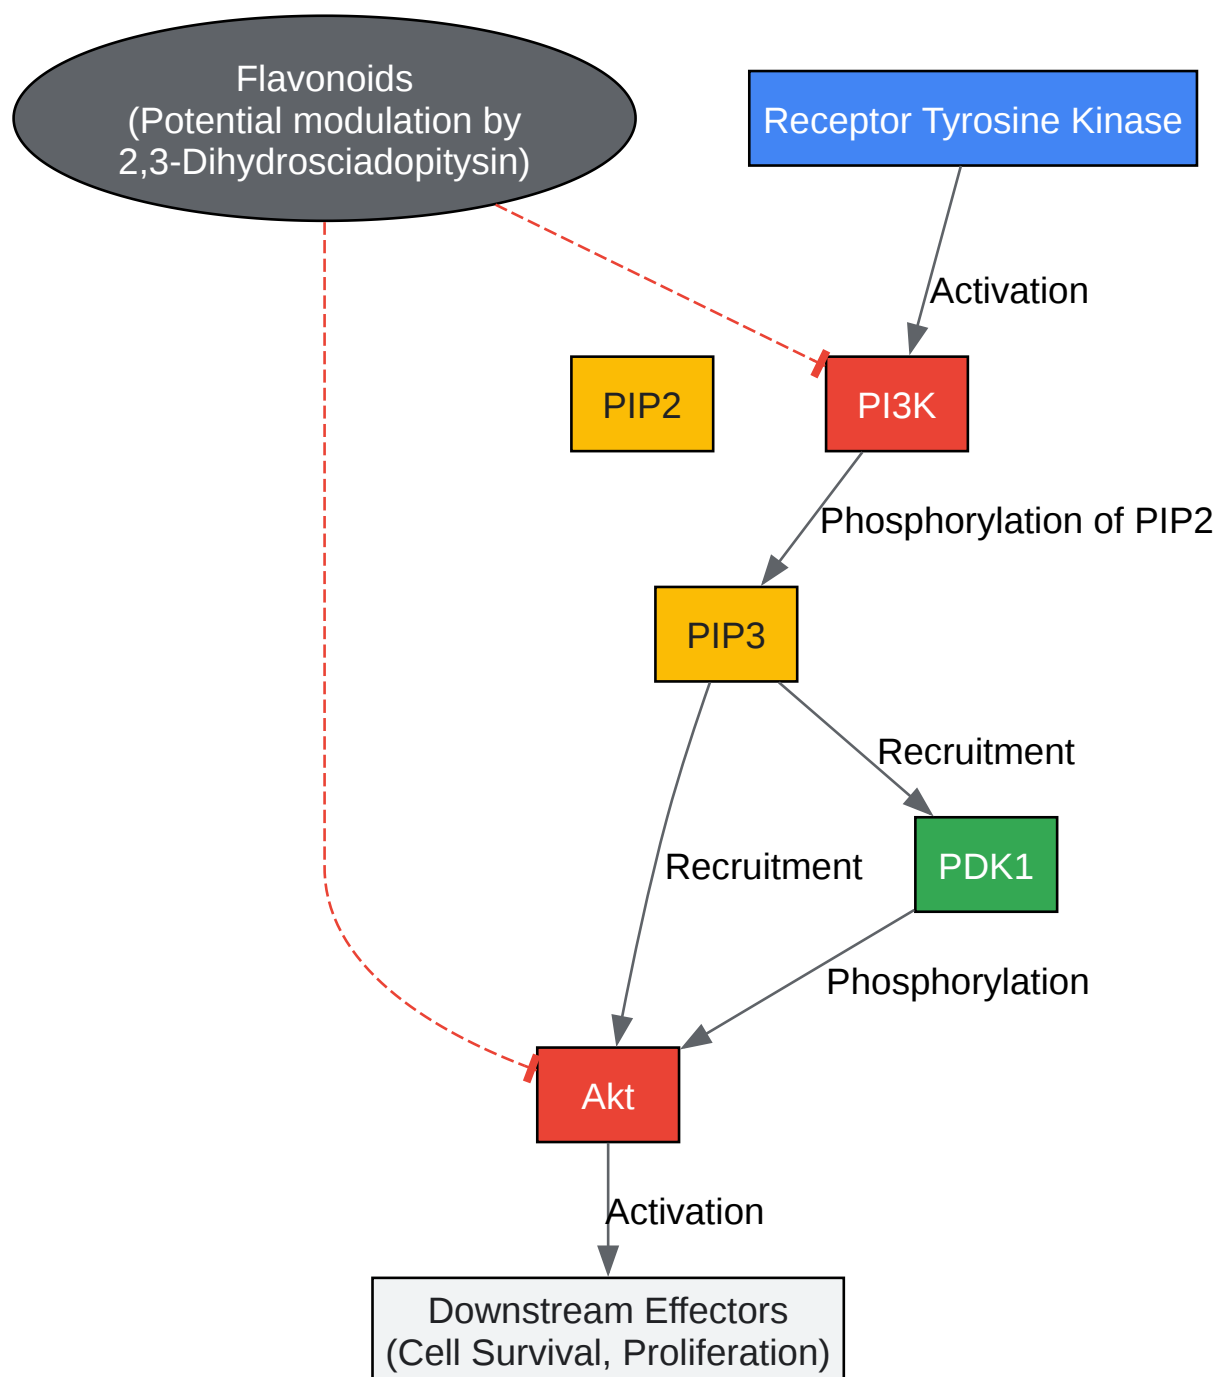 Flavonoids
(Potential modulation by
2,3-Dihydrosciadopitysin)
Receptor Tyrosine Kinase
Activation
PIP2
PI3K
Phosphorylation of PIP2
PIP3
Recruitment
Recruitment
PDK1
Phosphorylation
Akt
Activation
Downstream Effectors
(Cell Survival, Proliferation)